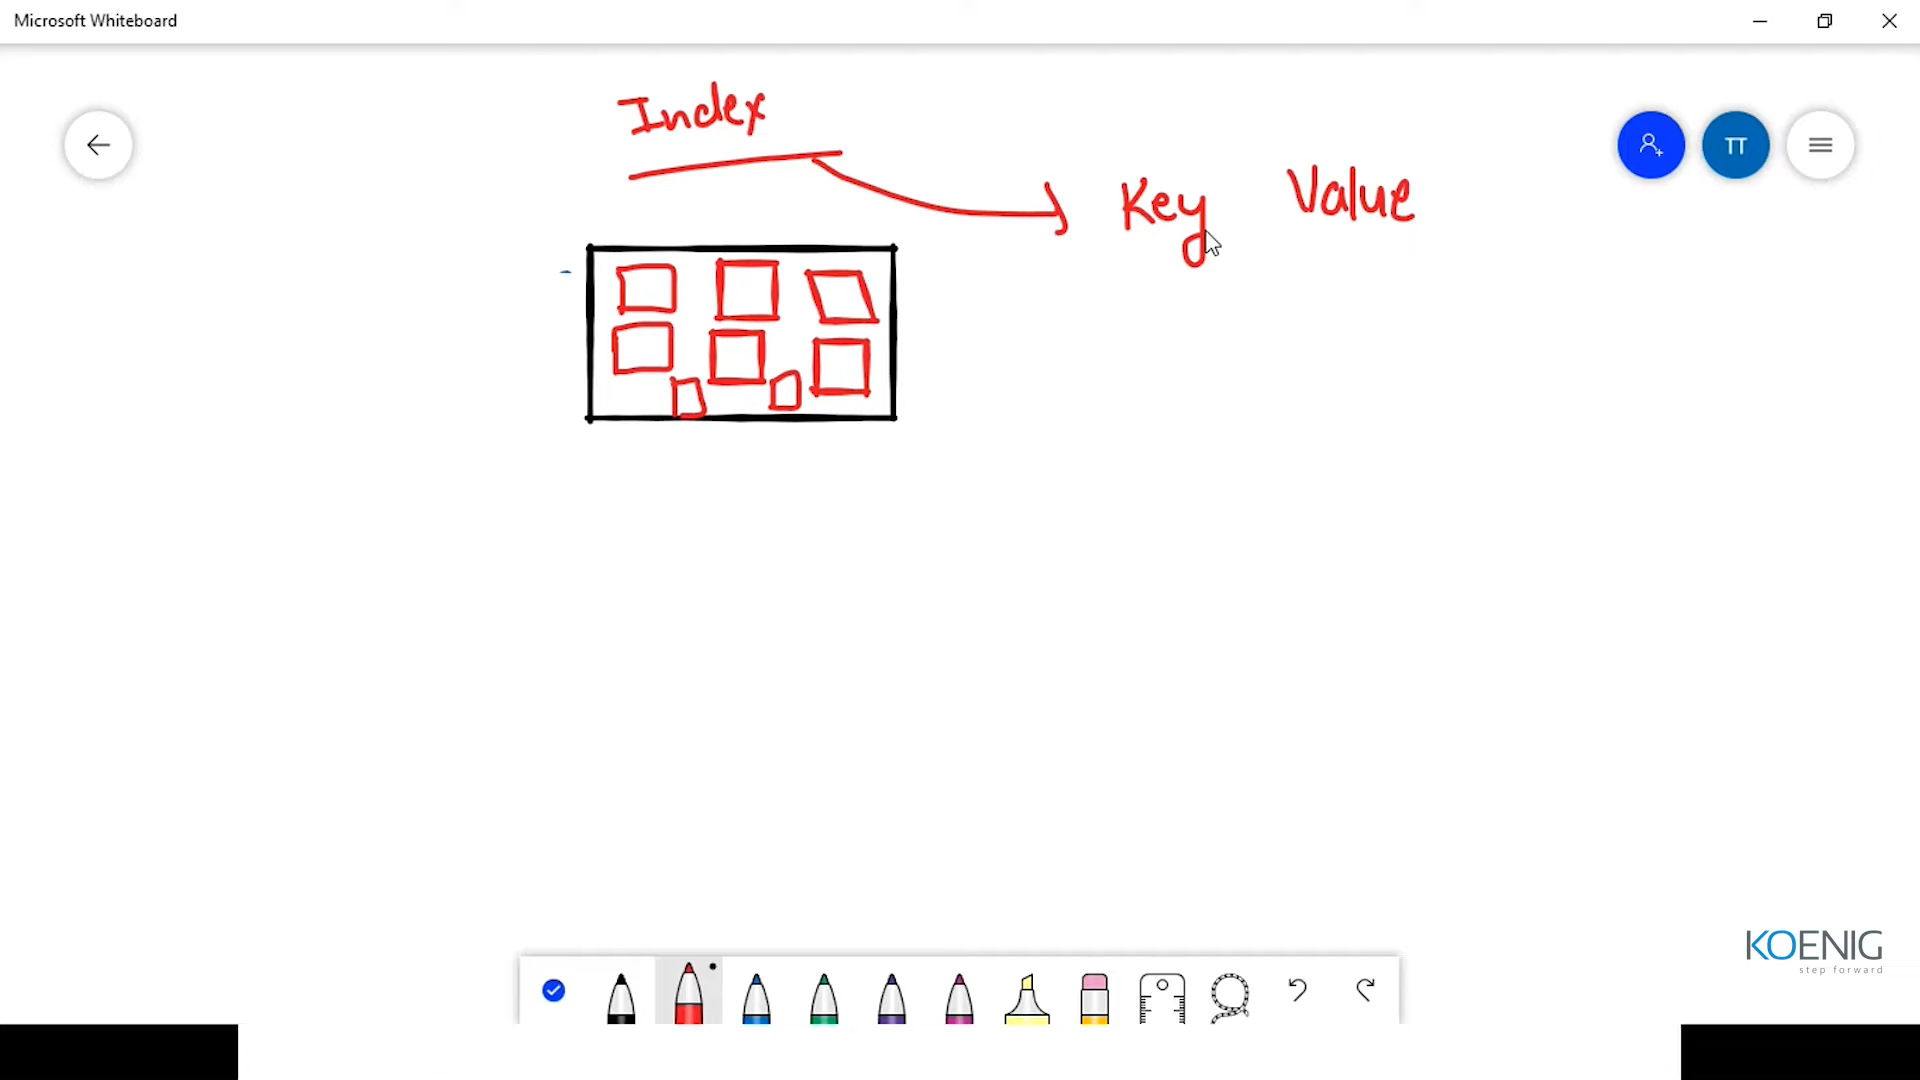 Microsoft Whiteboard
Index
Key Value
TT
KOENIG
step forward